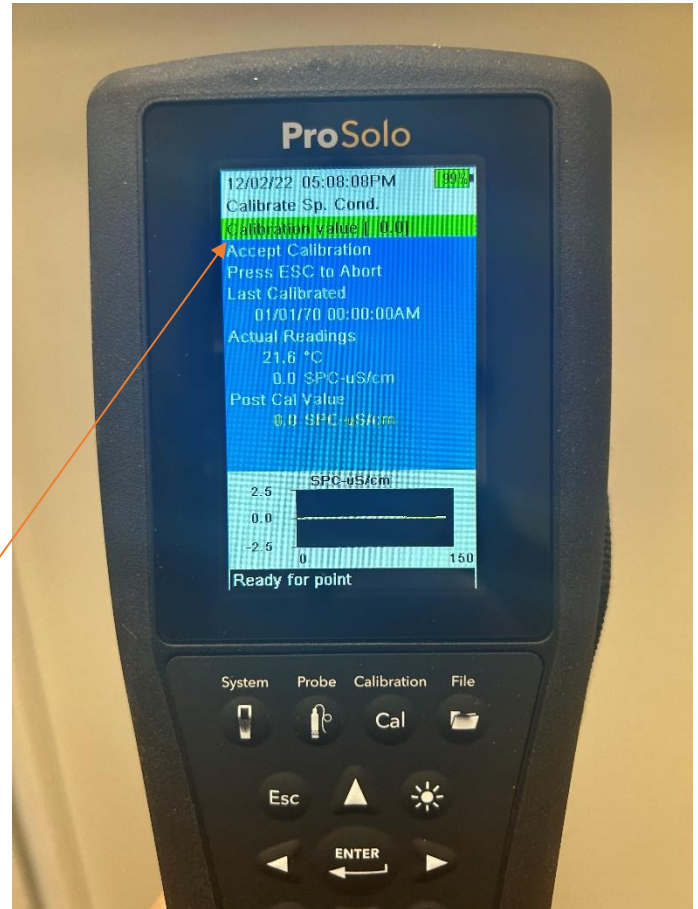 ProSolo
12/02/22 05:08:08PM 99%
Calibrate Sp. Cond.
Calibration value [ 0.0]
Accept Calibration
Press ESC to Abort
Last Calibrated
01/01/70 00:00:00AM
Actual Readings
21.6 °C
0.0 SPC-uS/cm
Post Cal Value
0.0 SPC-uS/cm
SPC-uS/cm
2.5
0.0
-2.5
0 150
Ready for point
System Probe Calibration File
Cal
Esc
ENTER